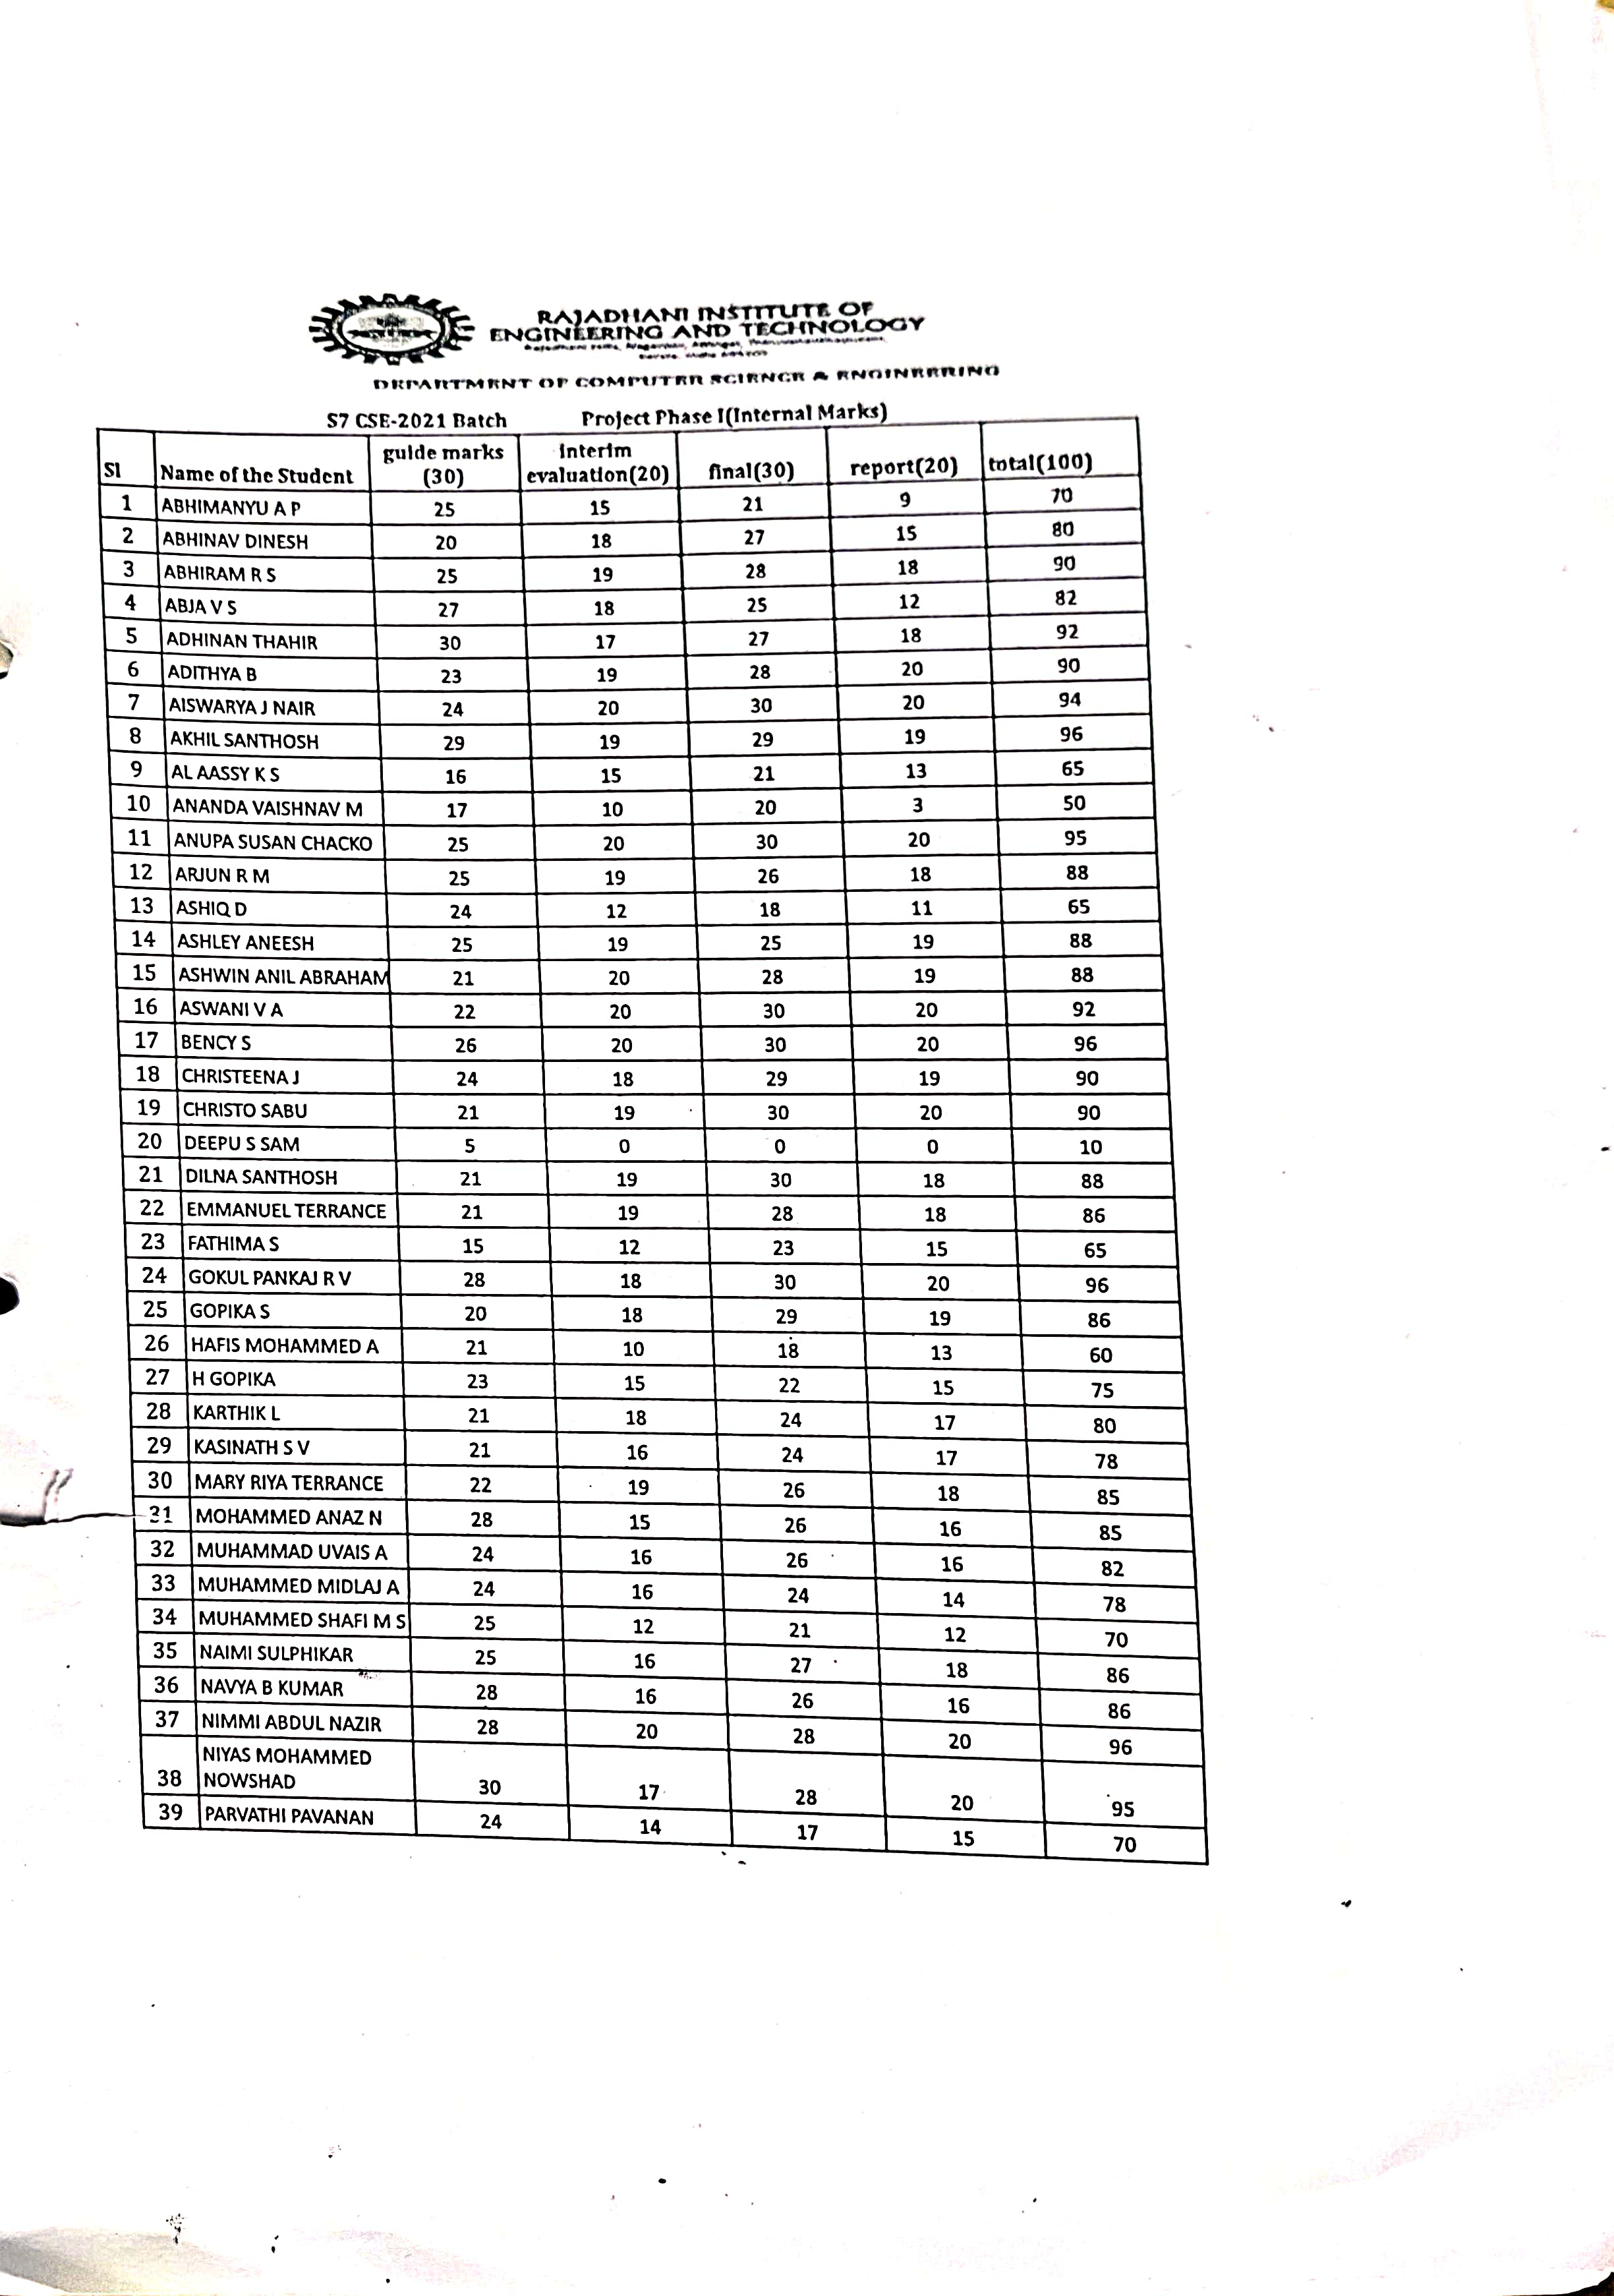 RAJADHANI INSTITUTE OF
ENGINEERING AND TECHNOLOGY
DEPARTMENT OF COMPUTER SCIENCE & ENGINEERING
S7 CSE-2021 Batch Project Phase I(Internal Marks)
Sl Name of the Student guide marks (30) interim evaluation(20) final(30) report(20) total(100)
1 ABHIMANYU A P 25 15 21 9 70
2 ABHINAV DINESH 20 18 27 15 80
3 ABHIRAM R S 25 19 28 18 90
4 ABJA V S 27 18 25 12 82
5 ADHINAN THAHIR 30 17 27 18 92
6 ADITHYA B 23 19 28 20 90
7 AISWARYA J NAIR 24 20 30 20 94
8 AKHIL SANTHOSH 29 19 29 19 96
9 AL AASSY K S 16 15 21 13 65
10 ANANDA VAISHNAV M 17 10 20 3 50
11 ANUPA SUSAN CHACKO 25 20 30 20 95
12 ARJUN R M 25 19 26 18 88
13 ASHIQ D 24 12 18 11 65
14 ASHLEY ANEESH 25 19 25 19 88
15 ASHWIN ANIL ABRAHAM 21 20 28 19 88
16 ASWANI V A 22 20 30 20 92
17 BENCY S 26 20 30 20 96
18 CHRISTEENA J 24 18 29 19 90
19 CHRISTO SABU 21 19 30 20 90
20 DEEPU S SAM 5 0 0 0 10
21 DILNA SANTHOSH 21 19 30 18 88
22 EMMANUEL TERRANCE 21 19 28 18 86
23 FATHIMA S 15 12 23 15 65
24 GOKUL PANKAJ R V 28 18 30 20 96
25 GOPIKA S 20 18 29 19 86
26 HAFIS MOHAMMED A 21 10 18 13 60
27 H GOPIKA 23 15 22 15 75
28 KARTHIK L 21 18 24 17 80
29 KASINATH S V 21 16 24 17 78
30 MARY RIYA TERRANCE 22 19 26 18 85
31 MOHAMMED ANAZ N 28 15 26 16 85
32 MUHAMMAD UVAIS A 24 16 26 16 82
33 MUHAMMED MIDLAJ A 24 16 24 14 78
34 MUHAMMED SHAFI M S 25 12 21 12 70
35 NAIMI SULPHIKAR 25 16 27 18 86
36 NAVYA B KUMAR 28 16 26 16 86
37 NIMMI ABDUL NAZIR 28 20 28 20 96
38 NIYAS MOHAMMED NOWSHAD 30 17 28 20 95
39 PARVATHI PAVANAN 24 14 17 15 70